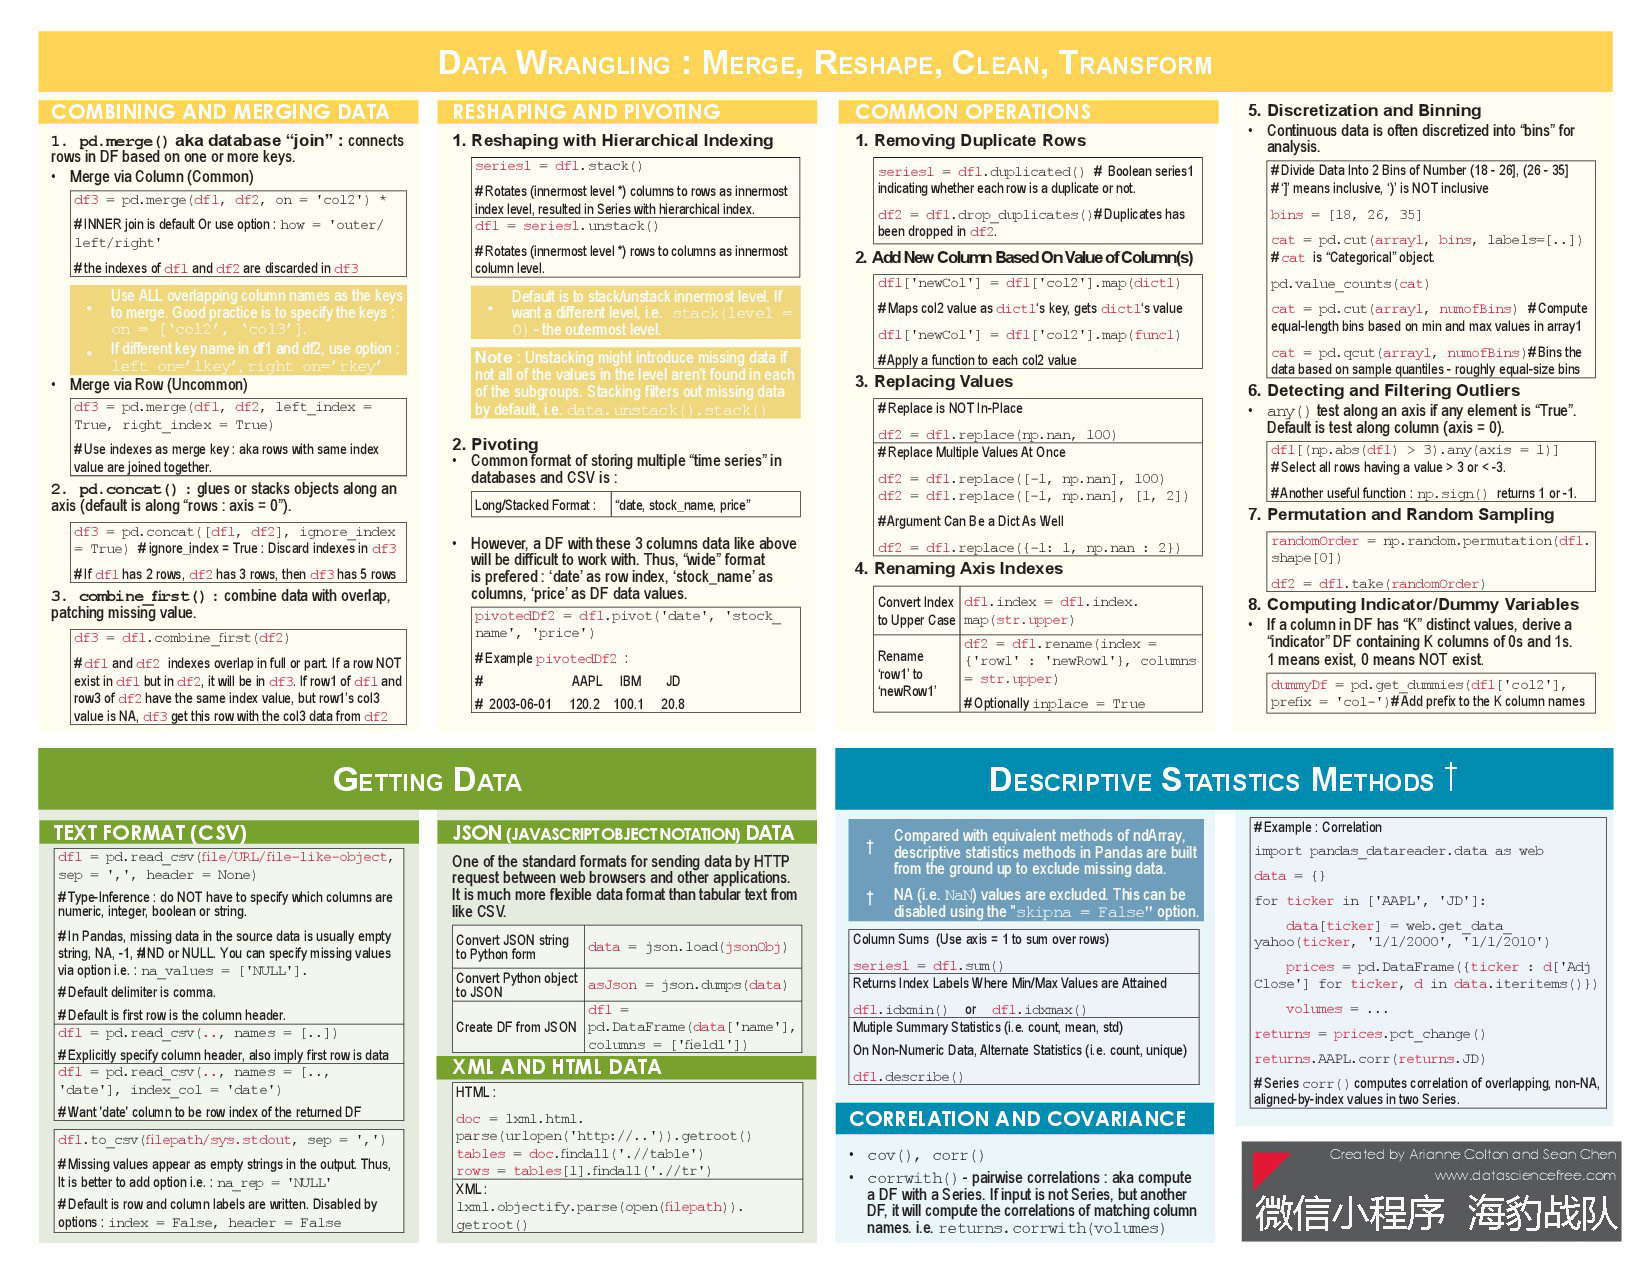 DATA WRANGLING : MERGE, RESHAPE, CLEAN, TRANSFORM
COMBINING AND MERGING DATA
1. pd.merge() aka database “join” : connects
rows in DF based on one or more keys.
• Merge via Column (Common)
df3 = pd.merge(df1, df2, on = 'col2') *
#INNER join is default Or use option : how = 'outer/
left/right'
#the indexes of df1 and df2 are discarded in df3
* Use ALL overlapping column names as the keys
to merge. Good practice is to specify the keys :
on = [‘col2’, ‘col3’].
* If different key name in df1 and df2, use option :
left_on=’lkey’,right_on=’rkey’
• Merge via Row (Uncommon)
df3 = pd.merge(df1, df2, left_index =
True, right_index = True)
#Use indexes as merge key : aka rows with same index
value are joined together.
2. pd.concat() : glues or stacks objects along an
axis (default is along “rows : axis = 0”).
df3 = pd.concat([df1, df2], ignore_index
= True) #ignore_index = True : Discard indexes in df3
#If df1 has 2 rows, df2 has 3 rows, then df3 has 5 rows
3. combine_first() : combine data with overlap,
patching missing value.
df3 = df1.combine_first(df2)
#df1 and df2 indexes overlap in full or part. If a row NOT
exist in df1 but in df2, it will be in df3. If row1 of df1 and
row3 of df2 have the same index value, but row1’s col3
value is NA, df3 get this row with the col3 data from df2
RESHAPING AND PIVOTING
1. Reshaping with Hierarchical Indexing
series1 = df1.stack()
#Rotates (innermost level *) columns to rows as innermost
index level, resulted in Series with hierarchical index.
df1 = series1.unstack()
#Rotates (innermost level *) rows to columns as innermost
column level.
* Default is to stack/unstack innermost level. If
want a different level, i.e. stack(level =
0) - the outermost level.
Note : Unstacking might introduce missing data if
not all of the values in the level aren’t found in each
of the subgroups. Stacking filters out missing data
by default, i.e. data.unstack().stack()
2. Pivoting
• Common format of storing multiple “time series” in
databases and CSV is :
Long/Stacked Format : “date, stock_name, price”
• However, a DF with these 3 columns data like above
will be difficult to work with. Thus, “wide” format
is prefered : ‘date’ as row index, ‘stock_name’ as
columns, ‘price’ as DF data values.
pivotedDf2 = df1.pivot('date', 'stock_
name', 'price')
#Example pivotedDf2 :
# AAPL IBM JD
# 2003-06-01 120.2 100.1 20.8
COMMON OPERATIONS
1. Removing Duplicate Rows
series1 = df1.duplicated() # Boolean series1
indicating whether each row is a duplicate or not.
df2 = df1.drop_duplicates()#Duplicates has
been dropped in df2.
2. Add New Column Based On Value of Column(s)
df1['newCol'] = df1['col2'].map(dict1)
#Maps col2 value as dict1‘s key, gets dict1‘s value
df1['newCol'] = df1['col2'].map(func1)
#Apply a function to each col2 value
3. Replacing Values
#Replace is NOT In-Place
df2 = df1.replace(np.nan, 100)
#Replace Multiple Values At Once
df2 = df1.replace([-1, np.nan], 100)
df2 = df1.replace([-1, np.nan], [1, 2])
#Argument Can Be a Dict As Well
df2 = df1.replace({-1: 1, np.nan : 2})
4. Renaming Axis Indexes
Convert Index
to Upper Case
df1.index = df1.index.
map(str.upper)
Rename
‘row1’ to
‘newRow1’
df2 = df1.rename(index =
{'row1' : 'newRow1'}, columns
= str.upper)
#Optionally inplace = True
5. Discretization and Binning
• Continuous data is often discretized into “bins” for
analysis.
#Divide Data Into 2 Bins of Number (18 - 26], (26 - 35]
# ‘]’ means inclusive, ‘)’ is NOT inclusive
bins = [18, 26, 35]
cat = pd.cut(array1, bins, labels=[..])
#cat is “Categorical” object.
pd.value_counts(cat)
cat = pd.cut(array1, numofBins) #Compute
equal-length bins based on min and max values in array1
cat = pd.qcut(array1, numofBins)#Bins the
data based on sample quantiles - roughly equal-size bins
6. Detecting and Filtering Outliers
• any() test along an axis if any element is “True”.
Default is test along column (axis = 0).
df1[(np.abs(df1) > 3).any(axis = 1)]
#Select all rows having a value > 3 or < -3.
#Another useful function : np.sign() returns 1 or -1.
7. Permutation and Random Sampling
randomOrder = np.random.permutation(df1.
shape[0])
df2 = df1.take(randomOrder)
8. Computing Indicator/Dummy Variables
• If a column in DF has “K” distinct values, derive a
“indicator” DF containing K columns of 0s and 1s.
1 means exist, 0 means NOT exist.
dummyDf = pd.get_dummies(df1['col2'],
prefix = 'col-')#Add prefix to the K column names
GETTING DATA
TEXT FORMAT (CSV)
df1 = pd.read_csv(file/URL/file-like-object,
sep = ',', header = None)
#Type-Inference : do NOT have to specify which columns are
numeric, integer, boolean or string.
#In Pandas, missing data in the source data is usually empty
string, NA, -1, #ND or NULL. You can specify missing values
via option i.e. : na_values = ['NULL'].
#Default delimiter is comma.
#Default is first row is the column header.
df1 = pd.read_csv(.., names = [..])
#Explicitly specify column header, also imply first row is data
df1 = pd.read_csv(.., names = [..,
'date'], index_col = 'date')
#Want 'date' column to be row index of the returned DF
df1.to_csv(filepath/sys.stdout, sep = ',')
#Missing values appear as empty strings in the output. Thus,
It is better to add option i.e. : na_rep = 'NULL'
#Default is row and column labels are written. Disabled by
options : index = False, header = False
JSON (JAVASCRIPT OBJECT NOTATION) DATA
One of the standard formats for sending data by HTTP
request between web browsers and other applications.
It is much more flexible data format than tabular text from
like CSV.
Convert JSON string
to Python form
data = json.load(jsonObj)
Convert Python object
to JSON
asJson = json.dumps(data)
Create DF from JSON
df1 =
pd.DataFrame(data['name'],
columns = ['field1'])
XML AND HTML DATA
HTML :
doc = lxml.html.
parse(urlopen('http://..')).getroot()
tables = doc.findall('.//table')
rows = tables[1].findall('.//tr')
XML :
lxml.objectify.parse(open(filepath)).
getroot()
DESCRIPTIVE STATISTICS METHODS †
† Compared with equivalent methods of ndArray,
descriptive statistics methods in Pandas are built
from the ground up to exclude missing data.
† NA (i.e. NaN) values are excluded. This can be
disabled using the "skipna = False" option.
Column Sums (Use axis = 1 to sum over rows)
series1 = df1.sum()
Returns Index Labels Where Min/Max Values are Attained
df1.idxmin() or df1.idxmax()
Mutiple Summary Statistics (i.e. count, mean, std)
On Non-Numeric Data, Alternate Statistics (i.e. count, unique)
df1.describe()
CORRELATION AND COVARIANCE
• cov(), corr()
• corrwith() - pairwise correlations : aka compute
a DF with a Series. If input is not Series, but another
DF, it will compute the correlations of matching column
names. i.e. returns.corrwith(volumes)
#Example : Correlation
import pandas_datareader.data as web
data = {}
for ticker in ['AAPL', 'JD']:
data[ticker] = web.get_data_
yahoo(ticker, '1/1/2000', '1/1/2010')
prices = pd.DataFrame({ticker : d['Adj
Close'] for ticker, d in data.iteritems()})
volumes = ...
returns = prices.pct_change()
returns.AAPL.corr(returns.JD)
#Series corr() computes correlation of overlapping, non-NA,
aligned-by-index values in two Series.
Created by Arianne Colton and Sean Chen
www.datasciencefree.com
微信小程序 海豹战队